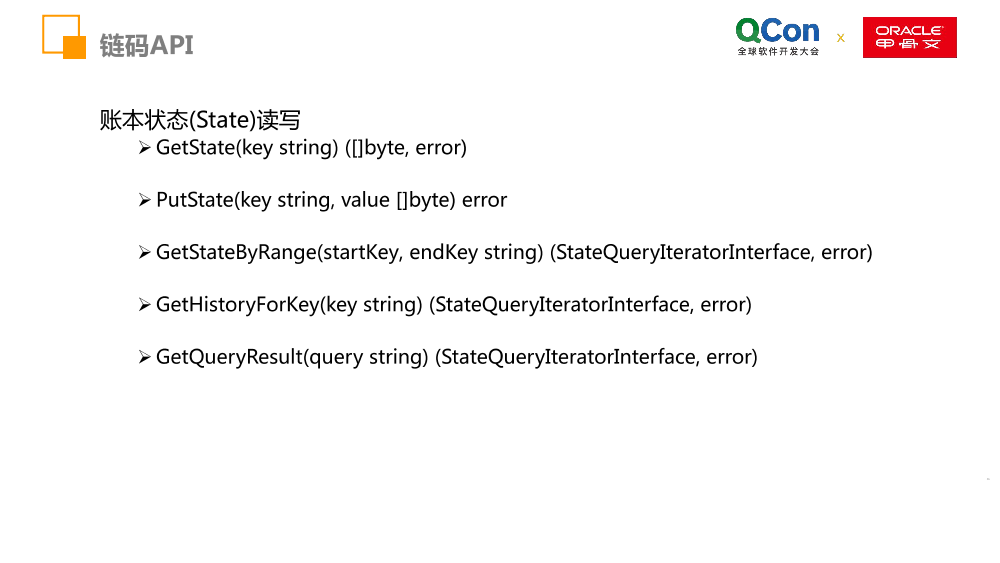 链码API
QCon
全球软件开发大会
x
ORACLE
甲骨文
账本状态(State)读写
GetState(key string) ([]byte, error)
PutState(key string, value []byte) error
GetStateByRange(startKey, endKey string) (StateQueryIteratorInterface, error)
GetHistoryForKey(key string) (StateQueryIteratorInterface, error)
GetQueryResult(query string) (StateQueryIteratorInterface, error)